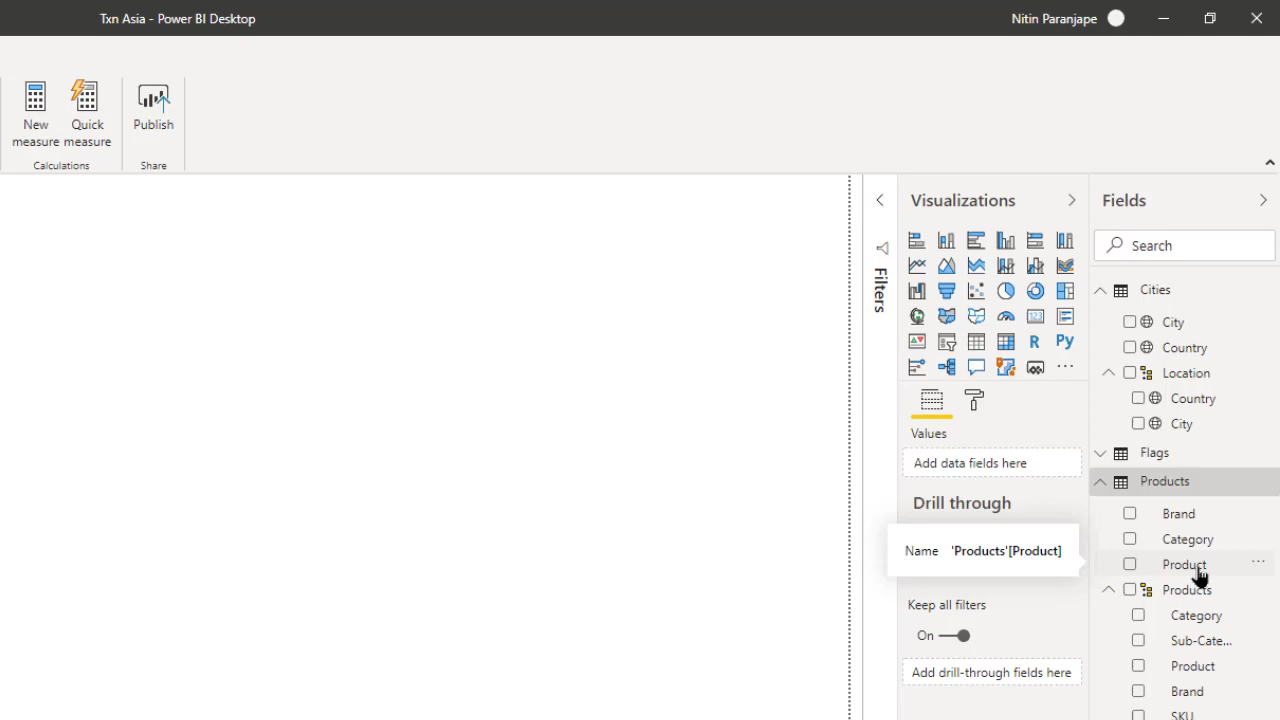 Txn Asia - Power BI Desktop
Nitin Paranjape
New measure
Quick measure
Publish
Calculations
Share
Filters
Visualizations
123
R
Py
Values
Add data fields here
Drill through
Name 'Products'[Product]
Keep all filters
On
Add drill-through fields here
Fields
Search
Cities
City
Country
Location
Country
City
Flags
Products
Brand
Category
Product
Products
Category
Sub-Cate...
Product
Brand
SKU